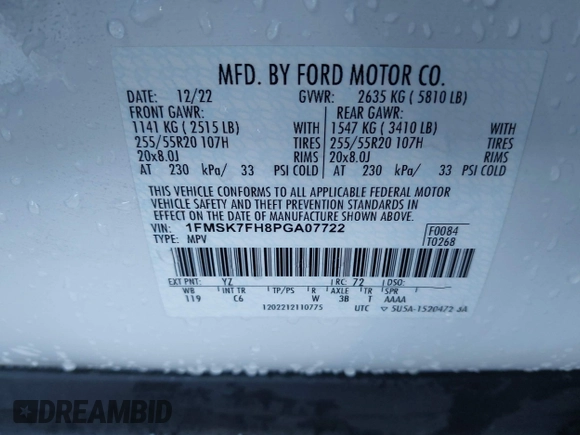 MFD. BY FORD MOTOR CO.
DATE: 12/22 GVWR: 2635 KG ( 5810 LB)
FRONT GAWR: REAR GAWR:
1141 KG ( 2515 LB) WITH 1547 KG ( 3410 LB) WITH
255/55R20 107H TIRES 255/55R20 107H TIRES
20x8.0J RIMS 20x8.0J RIMS
AT 230 kPa/ 33 PSI COLD AT 230 kPa/ 33 PSI COLD
THIS VEHICLE CONFORMS TO ALL APPLICABLE FEDERAL MOTOR
VEHICLE SAFETY AND THEFT PREVENTION STANDARDS IN
EFFECT ON THE DATE OF MANUFACTURE SHOWN ABOVE.
VIN: 1FMSK7FH8PGA07722 F0084
TYPE: MPV T0268
EXT PNT: YZ RC: 72 DSO:
WB INT TR TP/PS R AXLE TR SPR
119 C6 W 3B T AAAA
1202212110775 UTC SU5A-1520472-AA
DREAMBID